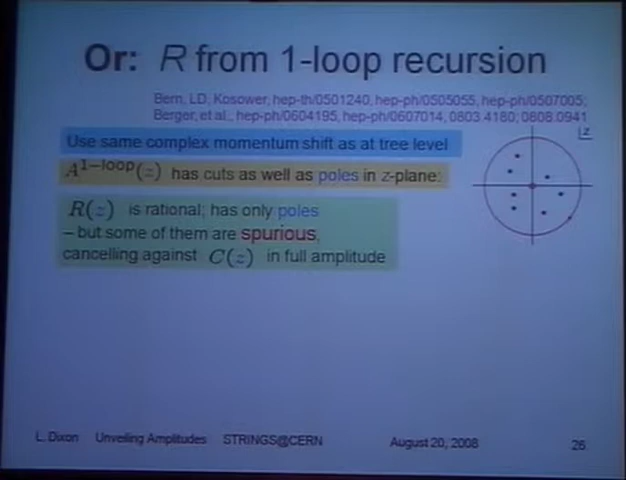 Or: R from 1-loop recursion
Bern, LD, Kosower, hep-th/0501240, hep-ph/0505055, hep-ph/0507005;
Berger, et al., hep-ph/0604195, hep-ph/0607014, 0803.4180; 0808.0941
Use same complex momentum shift as at tree level
z
A^{1-loop}(z) has cuts as well as poles in z-plane:
R(z) is rational; has only poles
– but some of them are spurious,
cancelling against C(z) in full amplitude
L. Dixon Unveiling Amplitudes STRINGS@CERN August 20, 2008 26